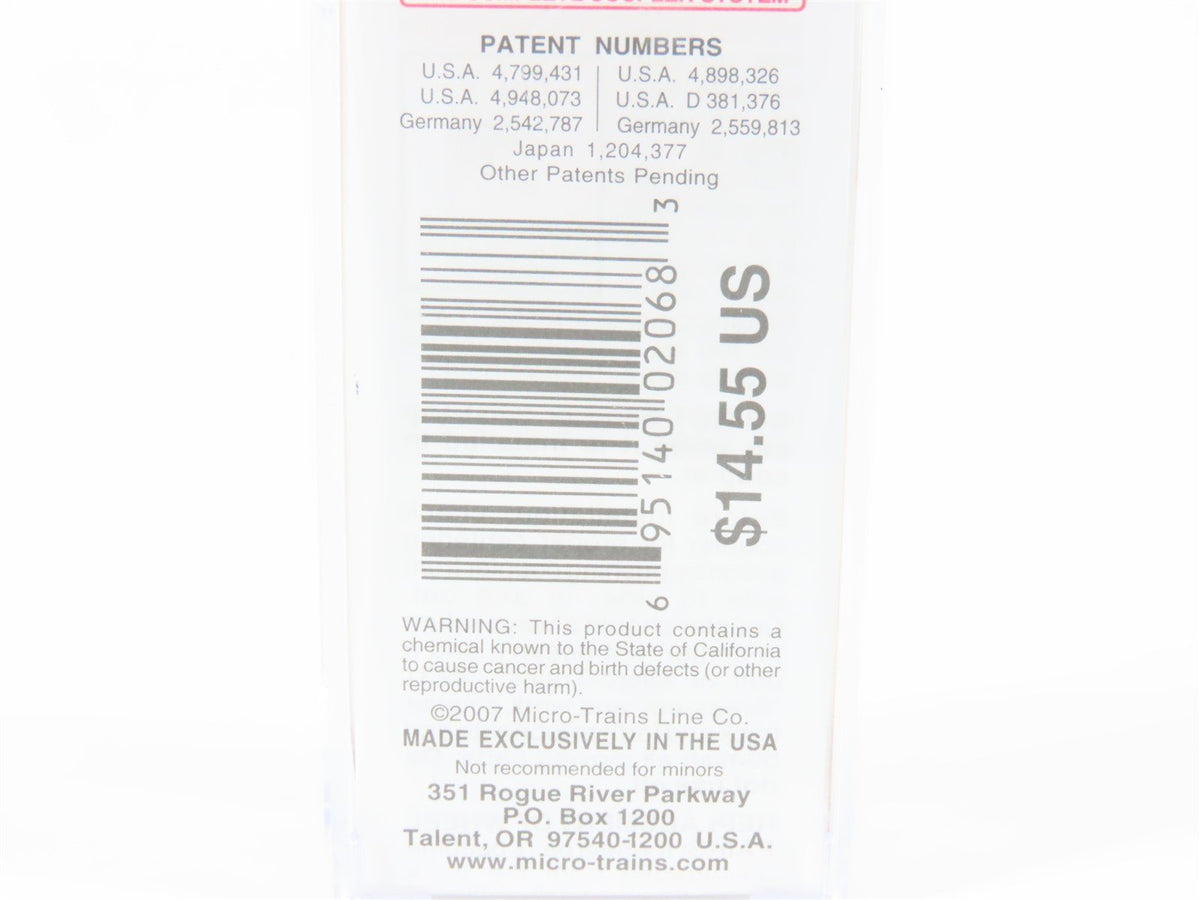 COMPLETE COUPLER SYSTEM
PATENT NUMBERS
U.S.A. 4,799,431 | U.S.A. 4,898,326
U.S.A. 4,948,073 | U.S.A. D 381,376
Germany 2,542,787 | Germany 2,559,813
Japan 1,204,377
Other Patents Pending
6 95140 02068 3
$14.55 US
WARNING: This product contains a
chemical known to the State of California
to cause cancer and birth defects (or other
reproductive harm).
©2007 Micro-Trains Line Co.
MADE EXCLUSIVELY IN THE USA
Not recommended for minors
351 Rogue River Parkway
P.O. Box 1200
Talent, OR 97540-1200 U.S.A.
www.micro-trains.com